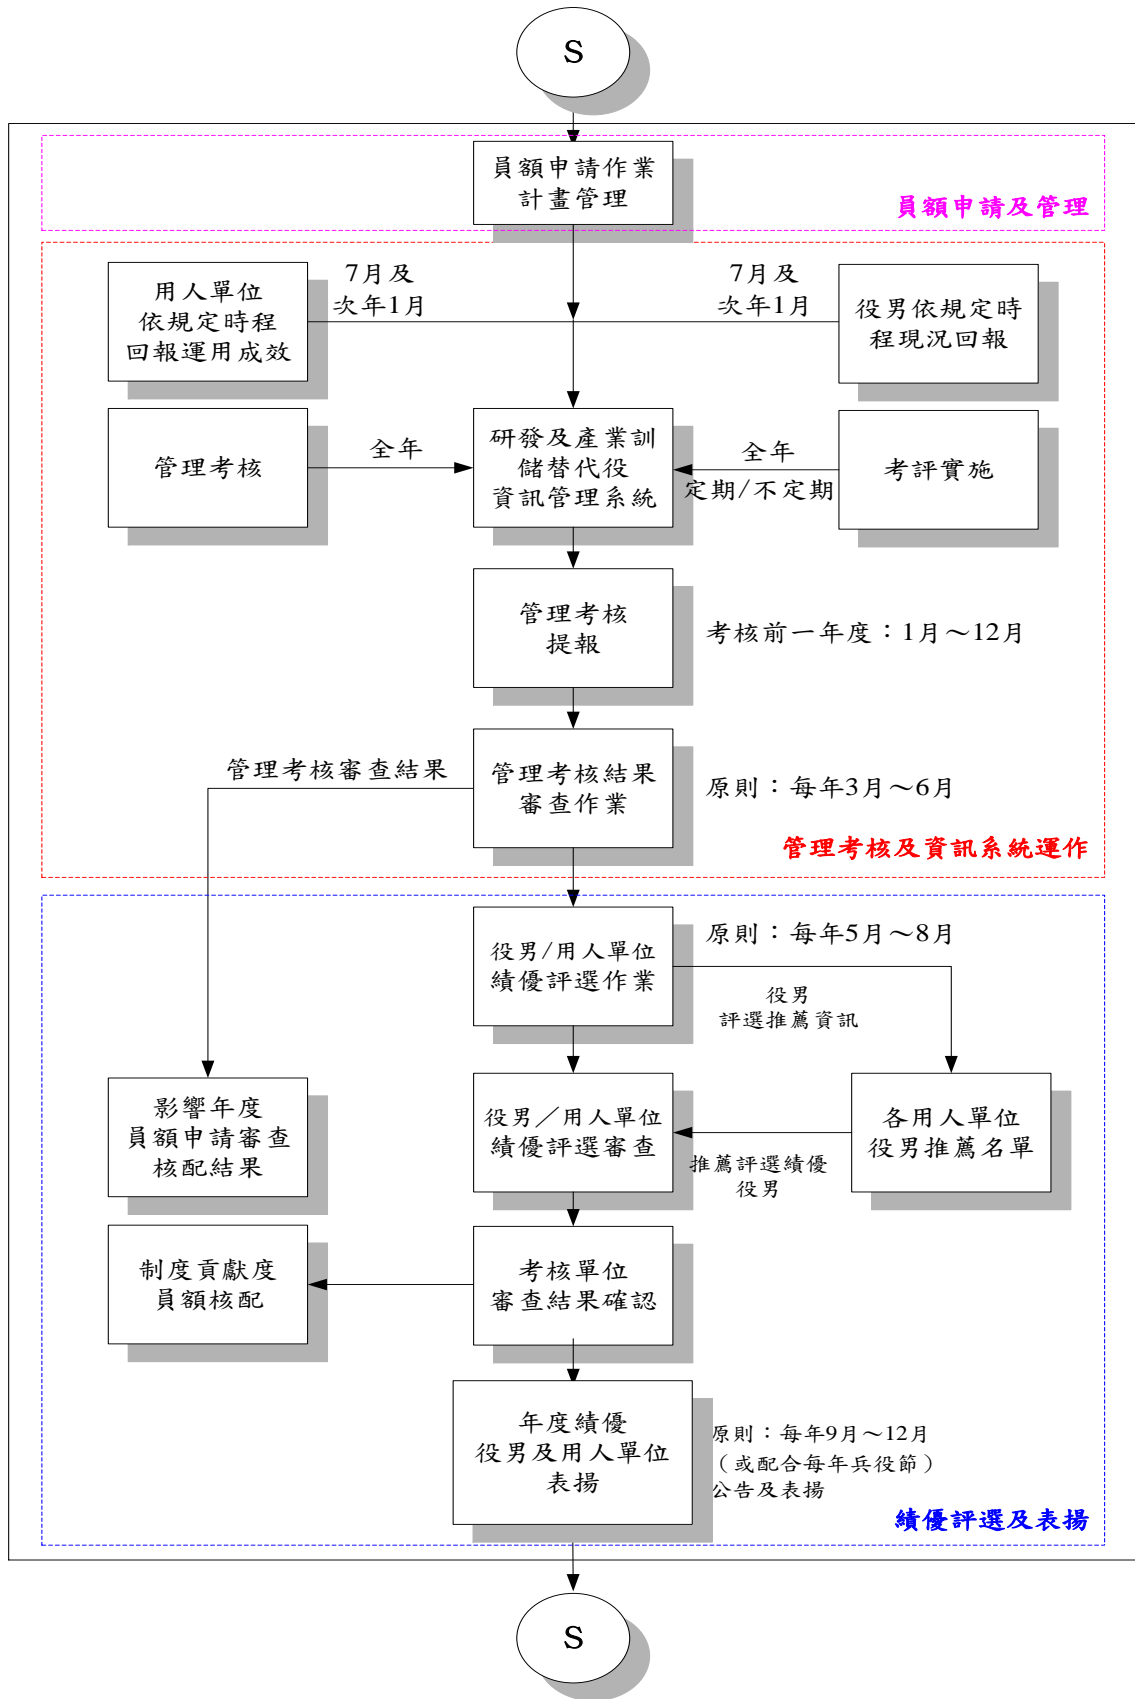 S
員額申請作業
計畫管理
員額申請及管理
用人單位
依規定時程
回報運用成效
7月及
次年1月
7月及
次年1月
役男依規定時
程現況回報
管理考核
全年
研發及產業訓
儲替代役
資訊管理系統
全年
定期/不定期
考評實施
管理考核
提報
考核前一年度：1月～12月
管理考核審查結果
管理考核結果
審查作業
原則：每年3月～6月
管理考核及資訊系統運作
役男/用人單位
績優評選作業
原則：每年5月～8月
役男
評選推薦資訊
影響年度
員額申請審查
核配結果
役男／用人單位
績優評選審查
推薦評選績優
役男
各用人單位
役男推薦名單
制度貢獻度
員額核配
考核單位
審查結果確認
年度績優
役男及用人單位
表揚
原則：每年9月～12月
（或配合每年兵役節）
公告及表揚
績優評選及表揚
S